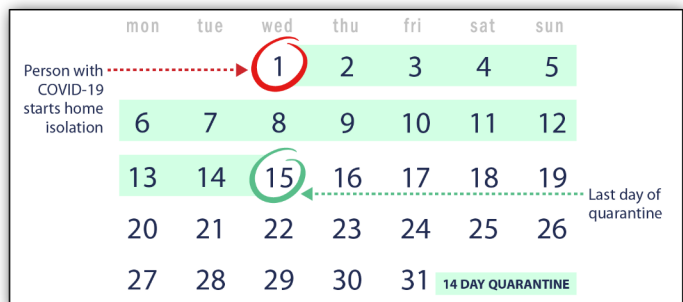 mon tue wed thu fri sat sun
Person with
COVID-19
starts home
isolation
1 2 3 4 5
6 7 8 9 10 11 12
13 14 15 16 17 18 19
Last day of
quarantine
20 21 22 23 24 25 26
27 28 29 30 31 14 DAY QUARANTINE